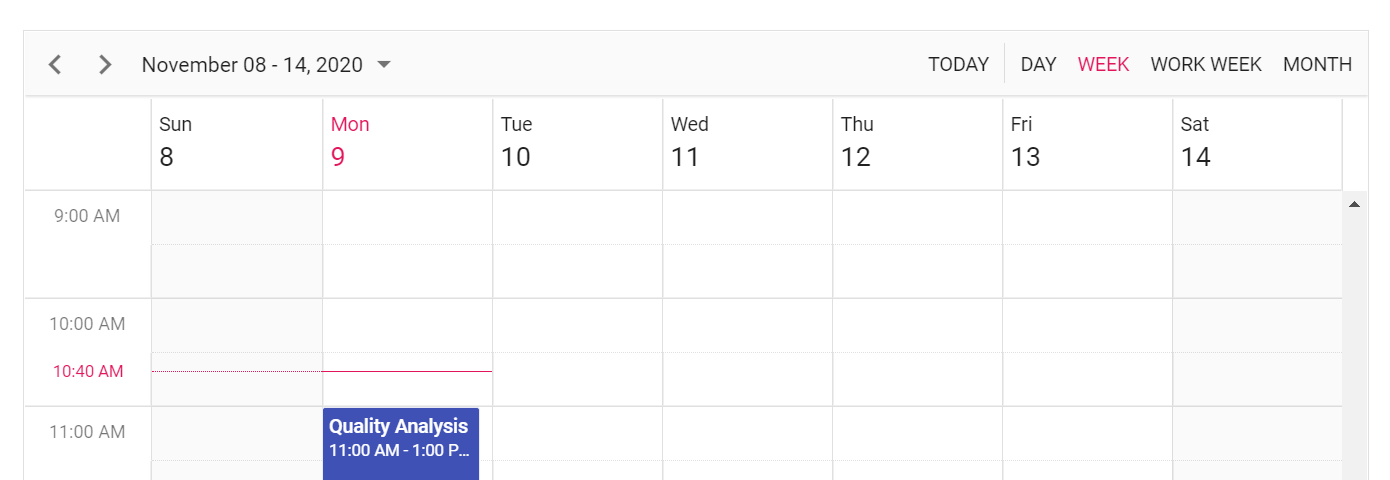 November 08 - 14, 2020 TODAY DAY WEEK WORK WEEK MONTH
Sun Mon Tue Wed Thu Fri Sat
8 9 10 11 12 13 14
9:00 AM
10:00 AM
10:40 AM
11:00 AM
Quality Analysis
11:00 AM - 1:00 P...